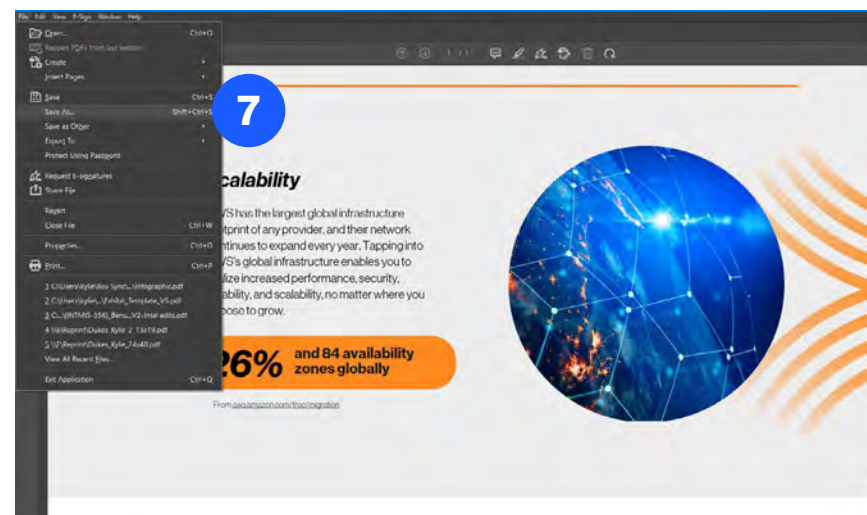 File Edit View E-Sign Window Help
Open... Ctrl+O
Reopen PDFs from last session
Create
Insert Pages
Save Ctrl+S
Save As... Shift+Ctrl+S
Save as Other
Export To
Protect Using Password
Request E-signatures
Share File
Revert
Close File Ctrl+W
Properties... Ctrl+D
Print... Ctrl+P
View All Recent Files...
Exit Application Ctrl+Q
7
calability
VS has the largest global infrastructure
tprint of any provider, and their network
ntinues to expand every year. Tapping into
VS's global infrastructure enables you to
lize increased performance, security,
ability, and scalability, no matter where you
oose to grow.
26% and 84 availability
zones globally